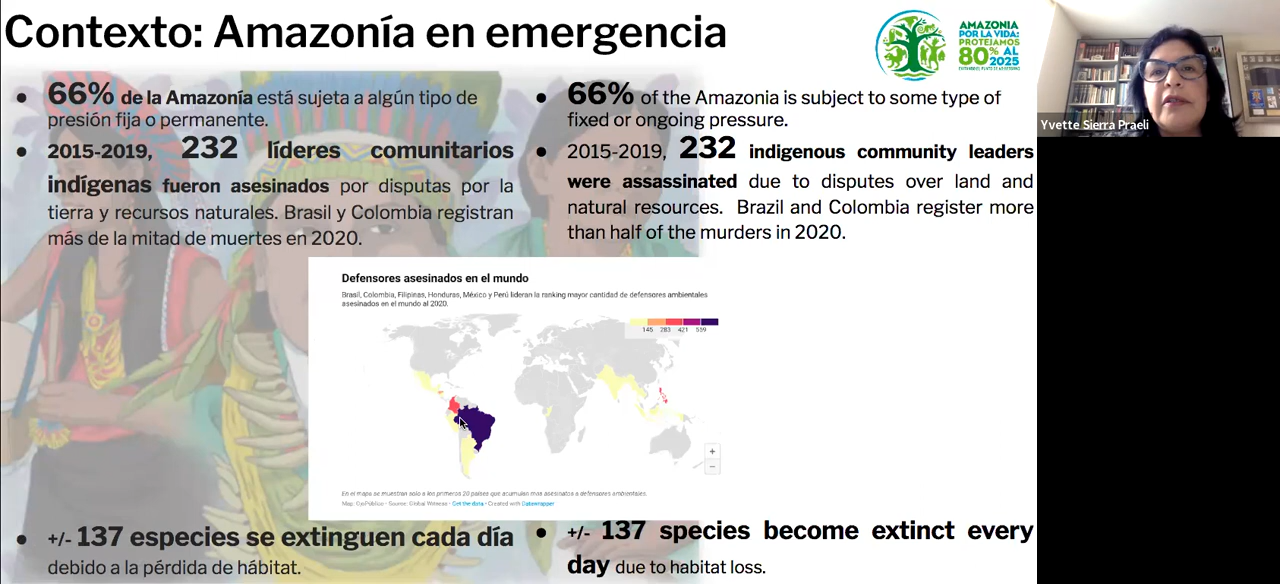 Contexto: Amazonía en emergencia
AMAZONIA
POR LA VIDA:
PROTEJAMOS
80% AL
2025
Yvette Sierra Praeli
● 66% de la Amazonía está sujeta a algún tipo de
presión fija o permanente.
● 2015-2019, 232 líderes comunitarios
indígenas fueron asesinados por disputas por la
tierra y recursos naturales. Brasil y Colombia registran
más de la mitad de muertes en 2020.
● 66% of the Amazonia is subject to some type of
fixed or ongoing pressure.
● 2015-2019, 232 indigenous community leaders
were assassinated due to disputes over land and
natural resources. Brazil and Colombia register more
than half of the murders in 2020.
Defensores asesinados en el mundo
Brasil, Colombia, Filipinas, Honduras, México y Perú lideran la ranking mayor cantidad de defensores ambientales
asesinados en el mundo al 2020.
145 283 421 559
+
−
En el mapa se muestran solo a los primeros 20 países que acumulan más asesinatos a defensores ambientales.
Map: OjoPúblico • Source: Global Witness • Get the data • Created with Datawrapper
● +/- 137 especies se extinguen cada día
debido a la pérdida de hábitat.
● +/- 137 species become extinct every
day due to habitat loss.